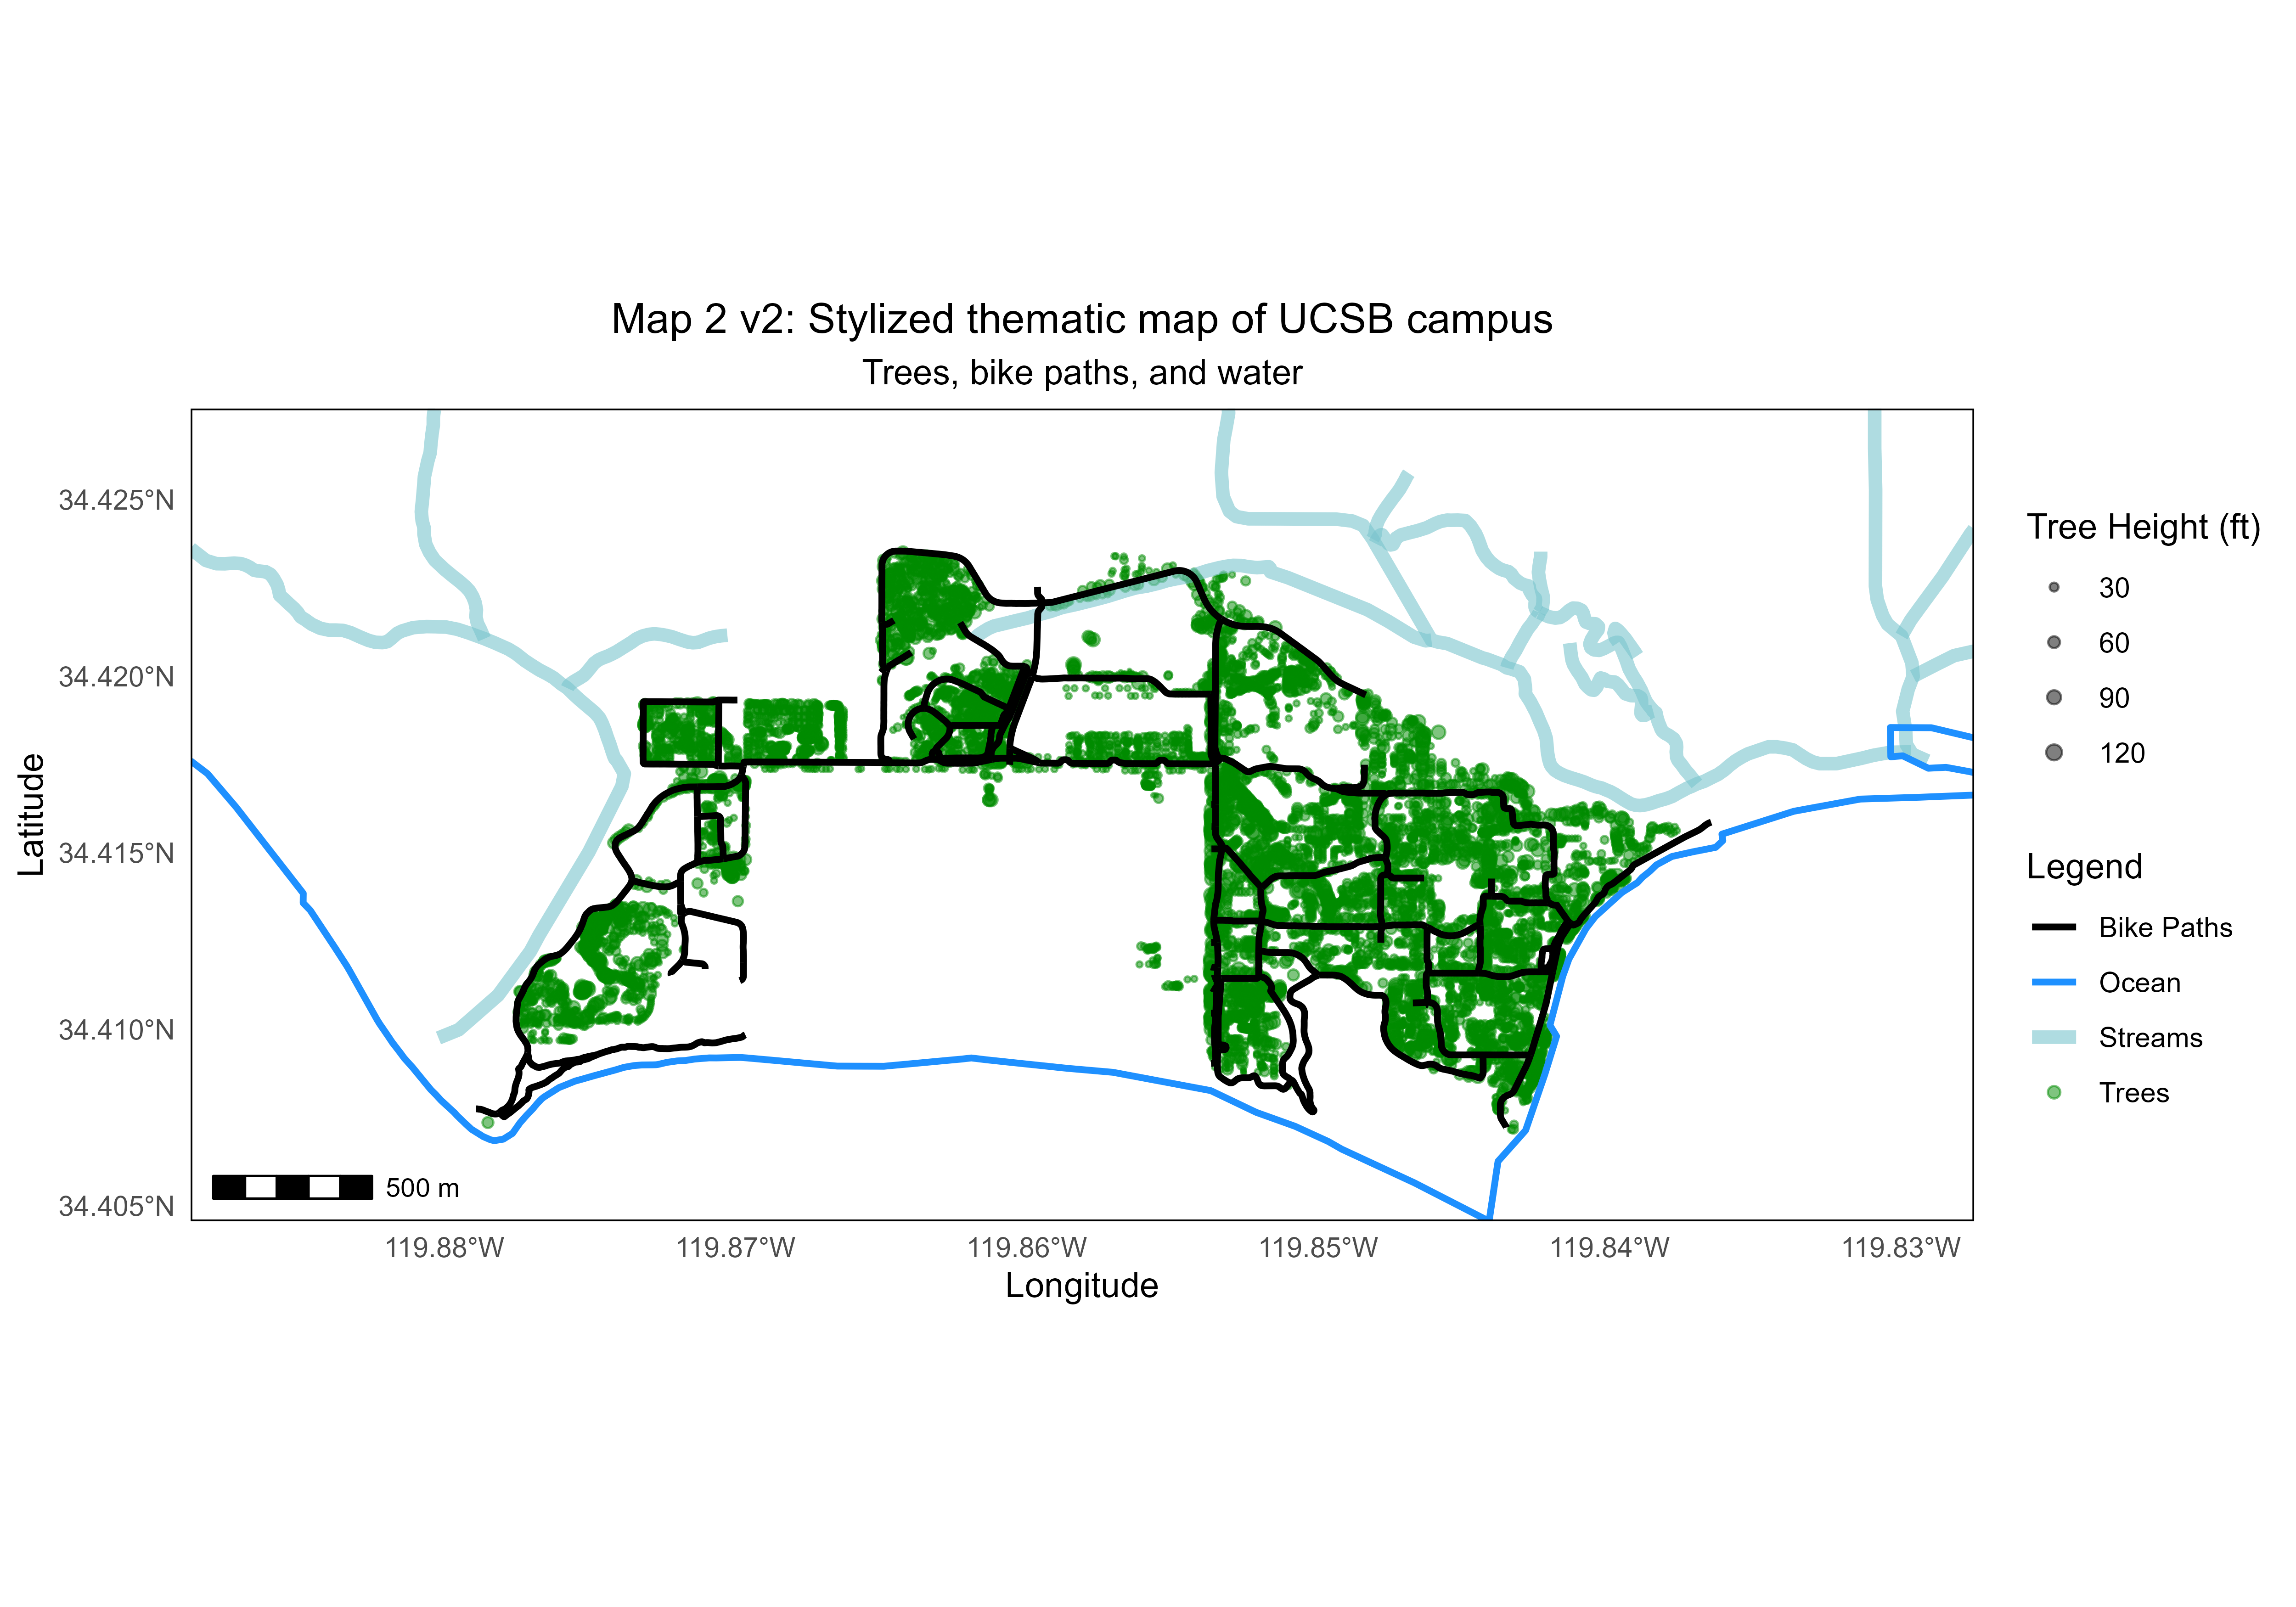 Map 2 v2: Stylized thematic map of UCSB campus
Trees, bike paths, and water
34.425°N
34.420°N
34.415°N
34.410°N
34.405°N
Latitude
119.88°W
119.87°W
119.86°W
119.85°W
119.84°W
119.83°W
Longitude
500 m
Tree Height (ft)
30
60
90
120
Legend
Bike Paths
Ocean
Streams
Trees